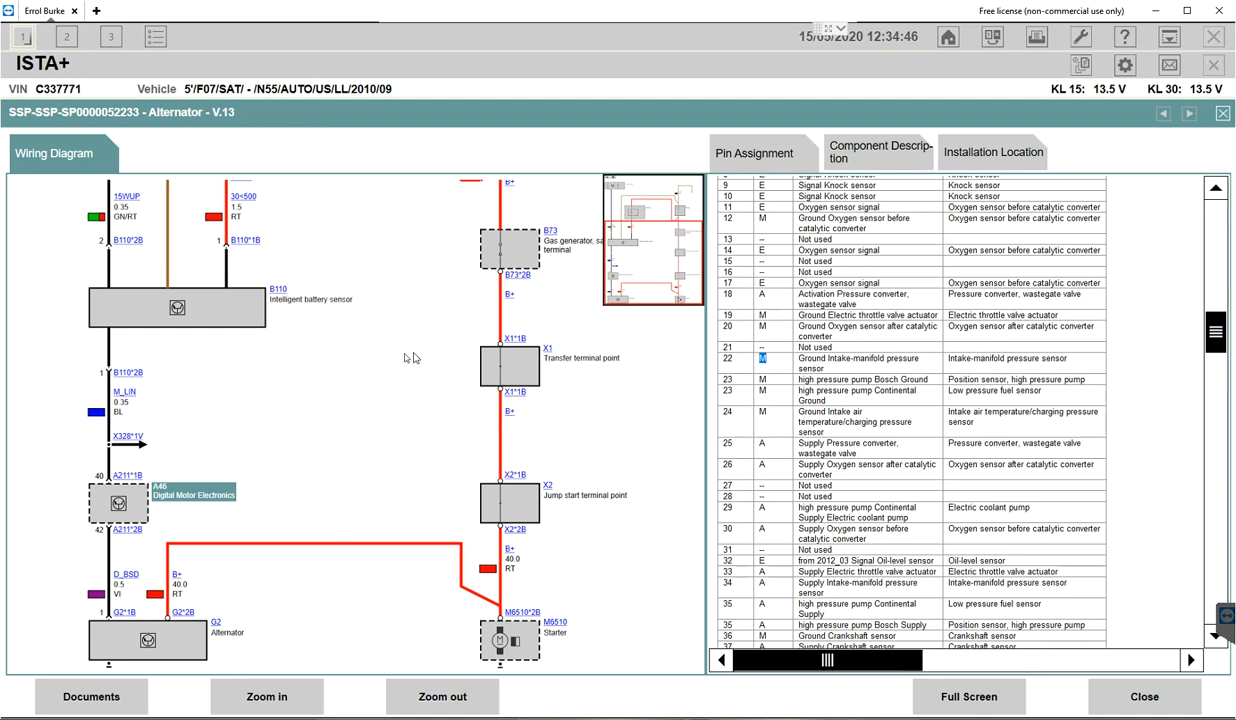 Errol Burke
Free license (non-commercial use only)
1
2
3
15/05/2020 12:34:46
ISTA+
VIN C337771 Vehicle 5'/F07/SAT/ - /N55/AUTO/US/LL/2010/09 KL 15: 13.5 V KL 30: 13.5 V
SSP-SSP-SP0000052233 - Alternator - V.13
Wiring Diagram
15WUP
0.35
GN/RT
2 B110*2B
30<500
1.5
RT
1 B110*1B
B110
Intelligent battery sensor
1 B110*2B
M_LIN
0.35
BL
X328*1V
40 A211*1B
A46
Digital Motor Electronics
42 A211*2B
D_BSD
0.5
VI
1 G2*1B
B+
40.0
RT
G2*2B
G2
Alternator
B+
B73
Gas generator, sa
terminal
B73*2B
B+
X1*1B
X1
Transfer terminal point
X1*1B
B+
X2*1B
X2
Jump start terminal point
X2*2B
B+
40.0
RT
M6510*2B
M6510
Starter
M
Pin Assignment
Component Descrip-
tion
Installation Location
9 E Signal Knock sensor Knock sensor
10 E Signal Knock sensor Knock sensor
11 E Oxygen sensor signal Oxygen sensor before catalytic converter
12 M Ground Oxygen sensor before Oxygen sensor before catalytic converter
catalytic converter
13 -- Not used
14 E Oxygen sensor signal Oxygen sensor before catalytic converter
15 -- Not used
16 -- Not used
17 E Oxygen sensor signal Oxygen sensor before catalytic converter
18 A Activation Pressure converter, Pressure converter, wastegate valve
wastegate valve
19 M Ground Electric throttle valve actuator Electric throttle valve actuator
20 M Ground Oxygen sensor after catalytic Oxygen sensor after catalytic converter
converter
21 -- Not used
22 M Ground Intake-manifold pressure Intake-manifold pressure sensor
sensor
23 M high pressure pump Bosch Ground Position sensor, high pressure pump
23 M high pressure pump Continental Low pressure fuel sensor
Ground
24 M Ground Intake air Intake air temperature/charging pressure
temperature/charging pressure sensor
sensor
25 A Supply Pressure converter, Pressure converter, wastegate valve
wastegate valve
26 A Supply Oxygen sensor after catalytic Oxygen sensor after catalytic converter
converter
27 -- Not used
28 -- Not used
29 A high pressure pump Continental Electric coolant pump
Supply Electric coolant pump
30 A Supply Oxygen sensor before Oxygen sensor before catalytic converter
catalytic converter
31 -- Not used
32 E from 2012_03 Signal Oil-level sensor Oil-level sensor
33 A Supply Electric throttle valve actuator Electric throttle valve actuator
34 A Supply Intake-manifold pressure Intake-manifold pressure sensor
sensor
35 A high pressure pump Continental Low pressure fuel sensor
Supply
35 A high pressure pump Bosch Supply Position sensor, high pressure pump
36 M Ground Crankshaft sensor Crankshaft sensor
37 A Supply Crankshaft sensor Crankshaft sensor
Documents
Zoom in
Zoom out
Full Screen
Close